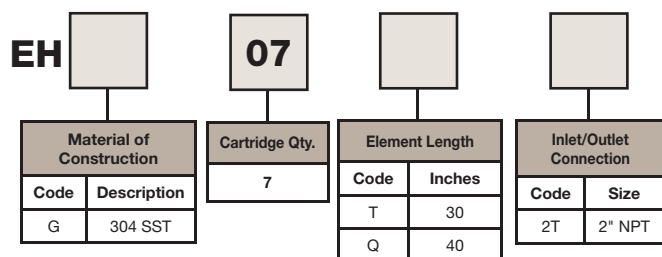 EH 07
Material of
Construction
Code Description
G 304 SST
Cartridge Qty.
7
Element Length
Code Inches
T 30
Q 40
Inlet/Outlet
Connection
Code Size
2T 2" NPT